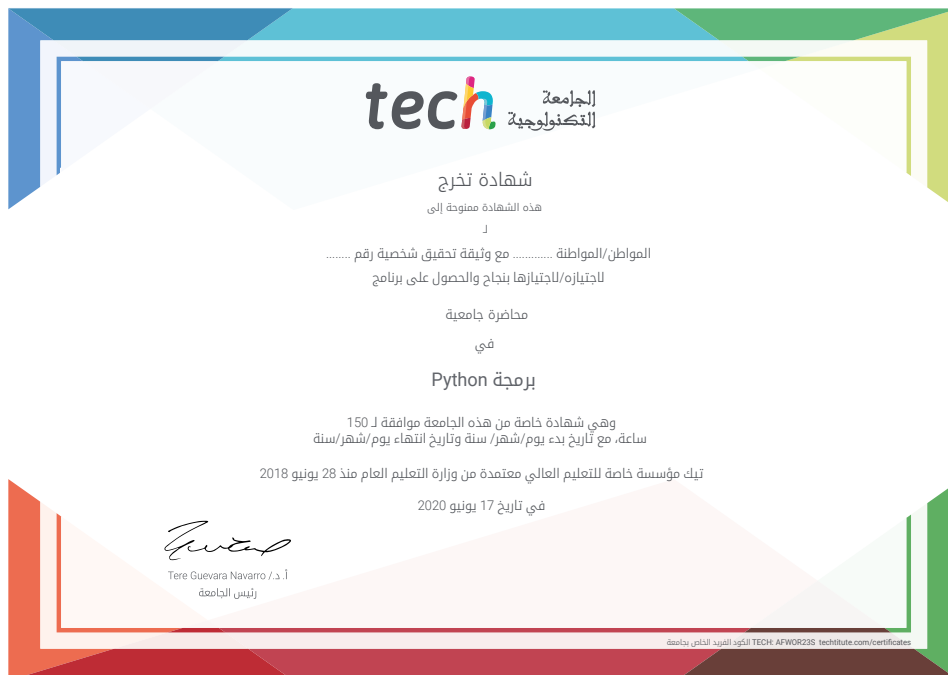 tech الجامعة
التكنولوجية
شهادة تخرج
هذه الشهادة ممنوحة إلى
لـ
المواطن/المواطنة ............ مع وثيقة تحقيق شخصية رقم ........
لاجتيازه/لاجتيازها بنجاح والحصول على برنامج
محاضرة جامعية
في
برمجة Python
وهي شهادة خاصة من هذه الجامعة موافقة لـ 150
ساعة، مع تاريخ بدء يوم/شهر/ سنة وتاريخ انتهاء يوم/شهر/سنة
تيك مؤسسة خاصة للتعليم العالي معتمدة من وزارة التعليم العام منذ 28 يونيو 2018
في تاريخ 17 يونيو 2020
أ. د./ Tere Guevara Navarro
رئيس الجامعة
الكود الفريد الخاص بجامعة TECH: AFWOR23S techtitute.com/certificates